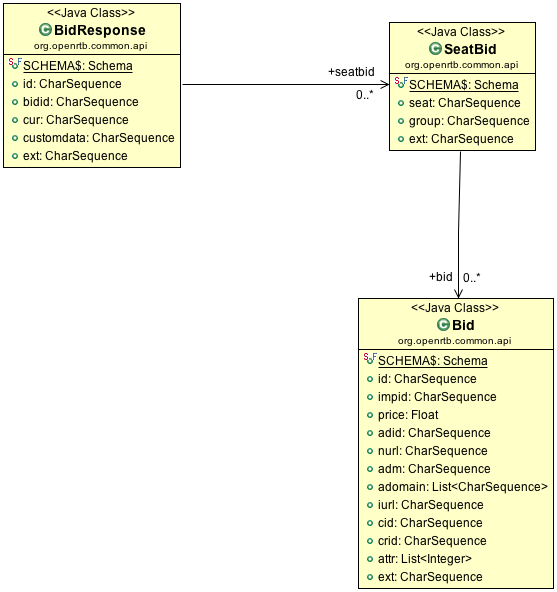 <<Java Class>>
BidResponse
org.openrtb.common.api
SCHEMA$: Schema
id: CharSequence
bidid: CharSequence
cur: CharSequence
customdata: CharSequence
ext: CharSequence
+seatbid
0..*
<<Java Class>>
SeatBid
org.openrtb.common.api
SCHEMA$: Schema
seat: CharSequence
group: CharSequence
ext: CharSequence
+bid 0..*
<<Java Class>>
Bid
org.openrtb.common.api
SCHEMA$: Schema
id: CharSequence
impid: CharSequence
price: Float
adid: CharSequence
nurl: CharSequence
adm: CharSequence
adomain: List<CharSequence>
iurl: CharSequence
cid: CharSequence
crid: CharSequence
attr: List<Integer>
ext: CharSequence